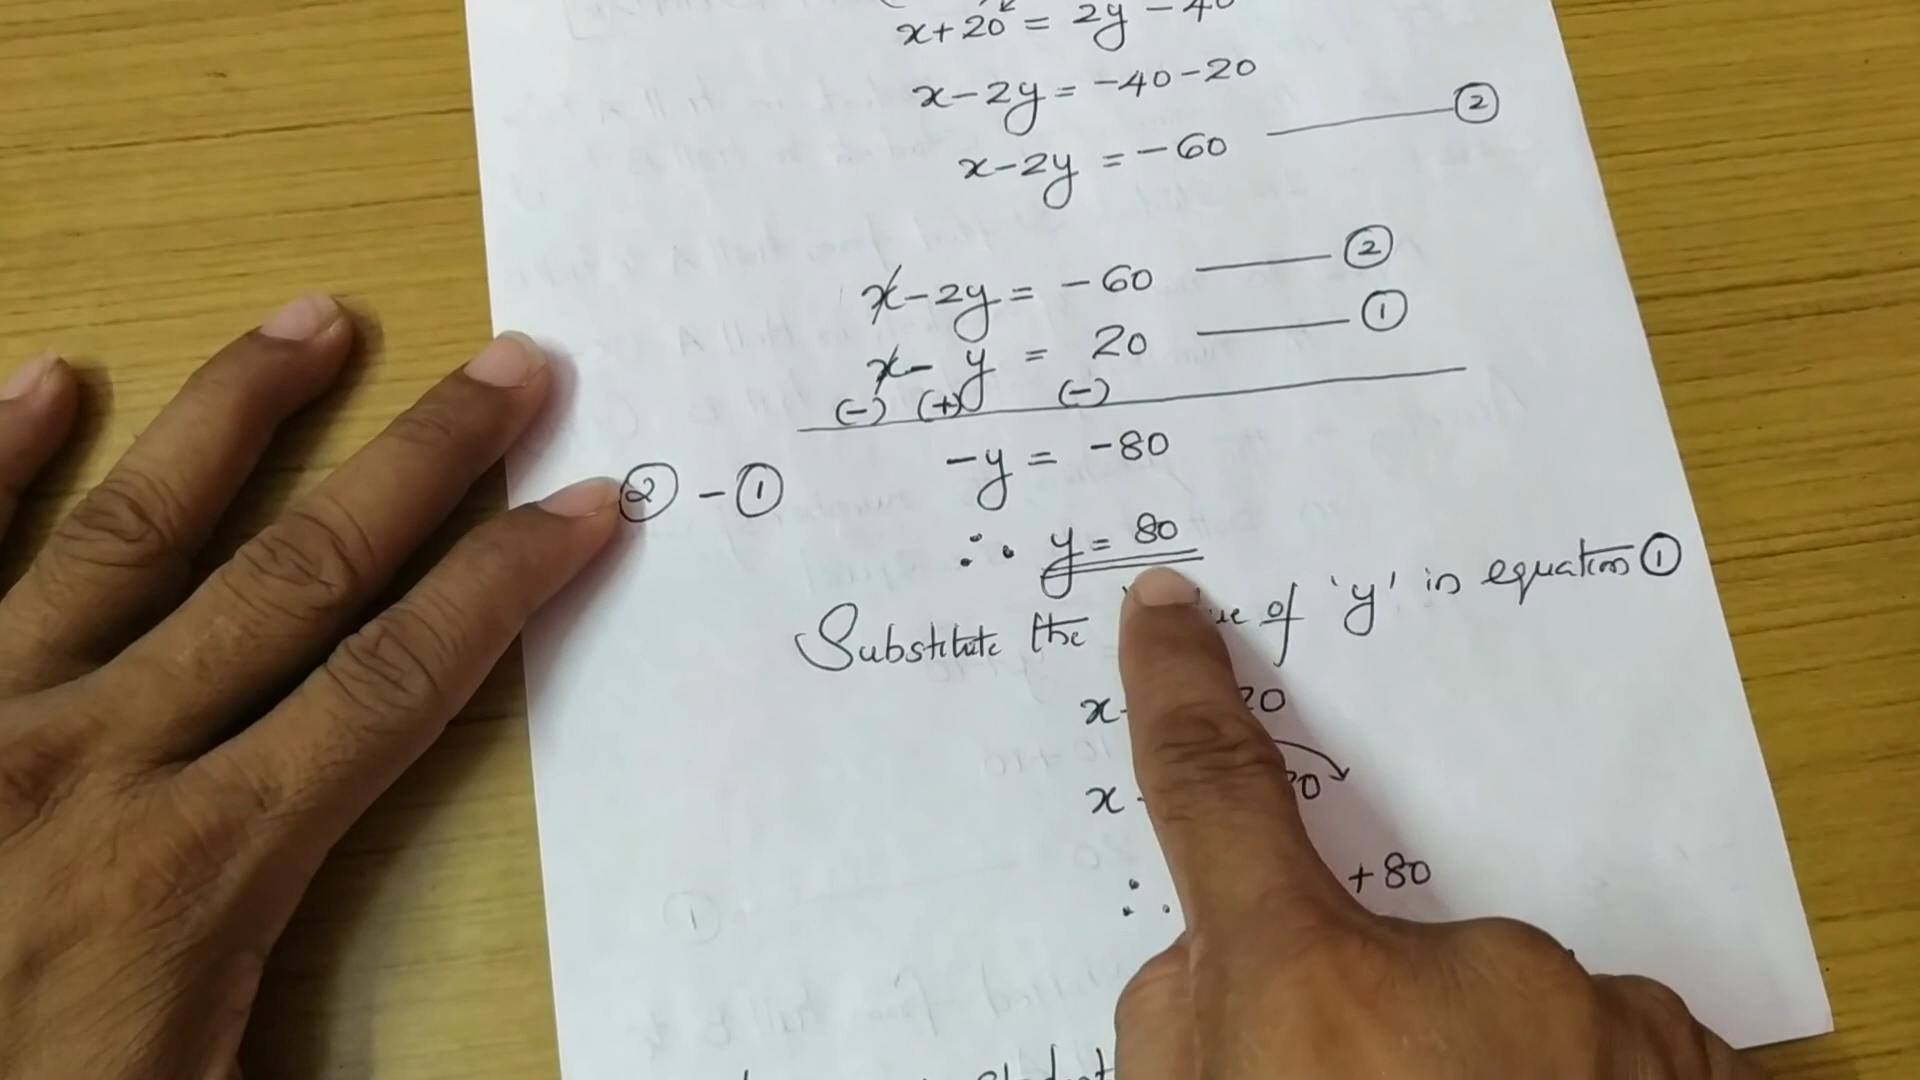 x+20 = 2y - 40
x-2y = -40-20
x-2y = -60 ——— ②
x-2y = -60 ——— ②
x- y = 20 ——— ①
(-) (+) (-)
② - ① -y = -80
∴ y = 80
Substitute the of 'y' in equation ①
x- 20
x-
∴ +80